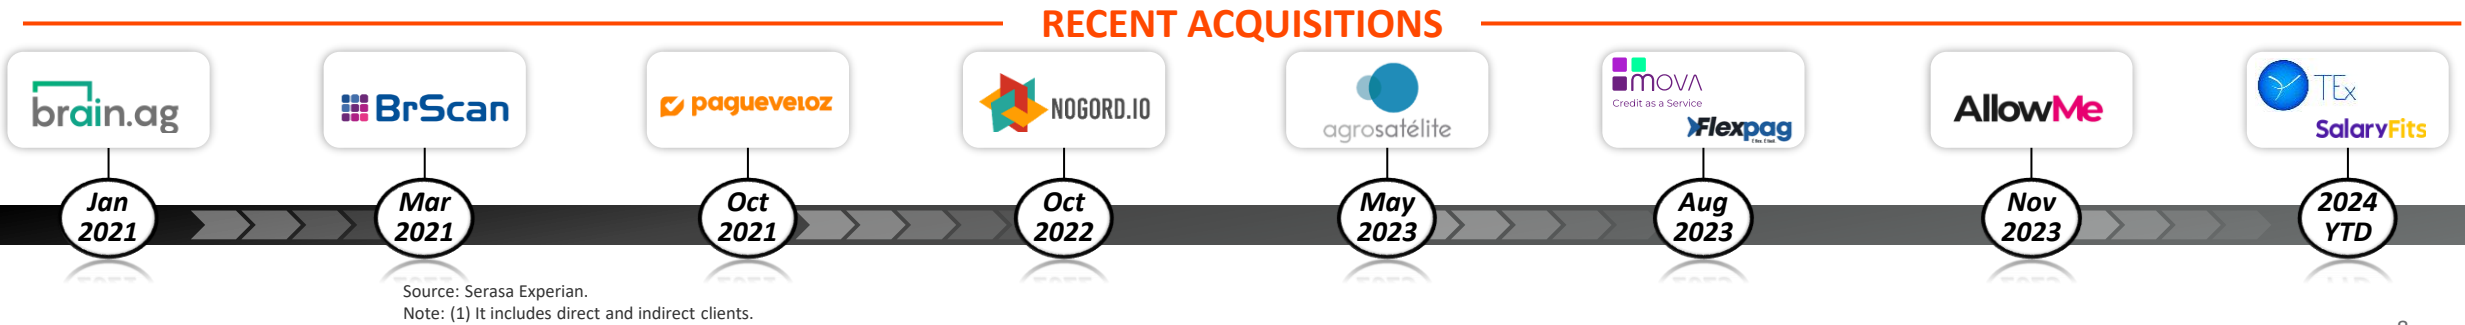 RECENT ACQUISITIONS
brain.ag
BrScan
pagueveloz
NOGORD.IO
agrosatélite
mova
Credit as a Service
Flexpag
AllowMe
TEx
SalaryFits
Jan
2021
Mar
2021
Oct
2021
Oct
2022
May
2023
Aug
2023
Nov
2023
2024
YTD
Source: Serasa Experian.
Note: (1) It includes direct and indirect clients.